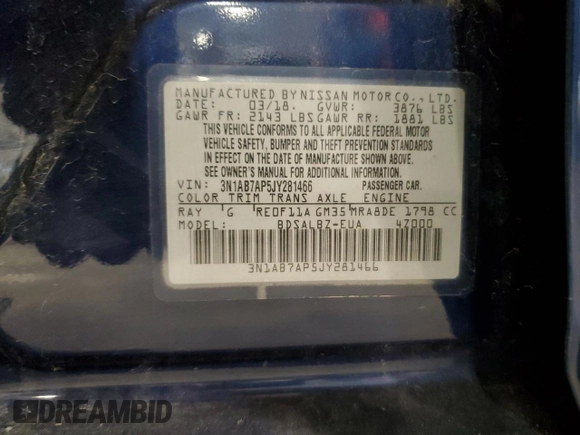 MANUFACTURED BY NISSAN MOTOR CO., LTD.
DATE: 03/18. GVWR: 3876 LBS
GAWR FR: 2143 LBS GAWR RR: 1881 LBS
THIS VEHICLE CONFORMS TO ALL APPLICABLE FEDERAL MOTOR
VEHICLE SAFETY, BUMPER AND THEFT PREVENTION STANDARDS
IN EFFECT ON THE DATE OF MANUFACTURE SHOWN ABOVE.
SEE OWNER'S MANUAL FOR ADDITIONAL INFORMATION.
VIN: 3N1AB7AP5JY281466 PASSENGER CAR.
COLOR TRIM TRANS AXLE ENGINE
RAY G RE0F11A GM35 MRA8DE 1798 CC
MODEL: BDSALBZ-EUA 4Z000
3N1AB7AP5JY281466
DREAMBID